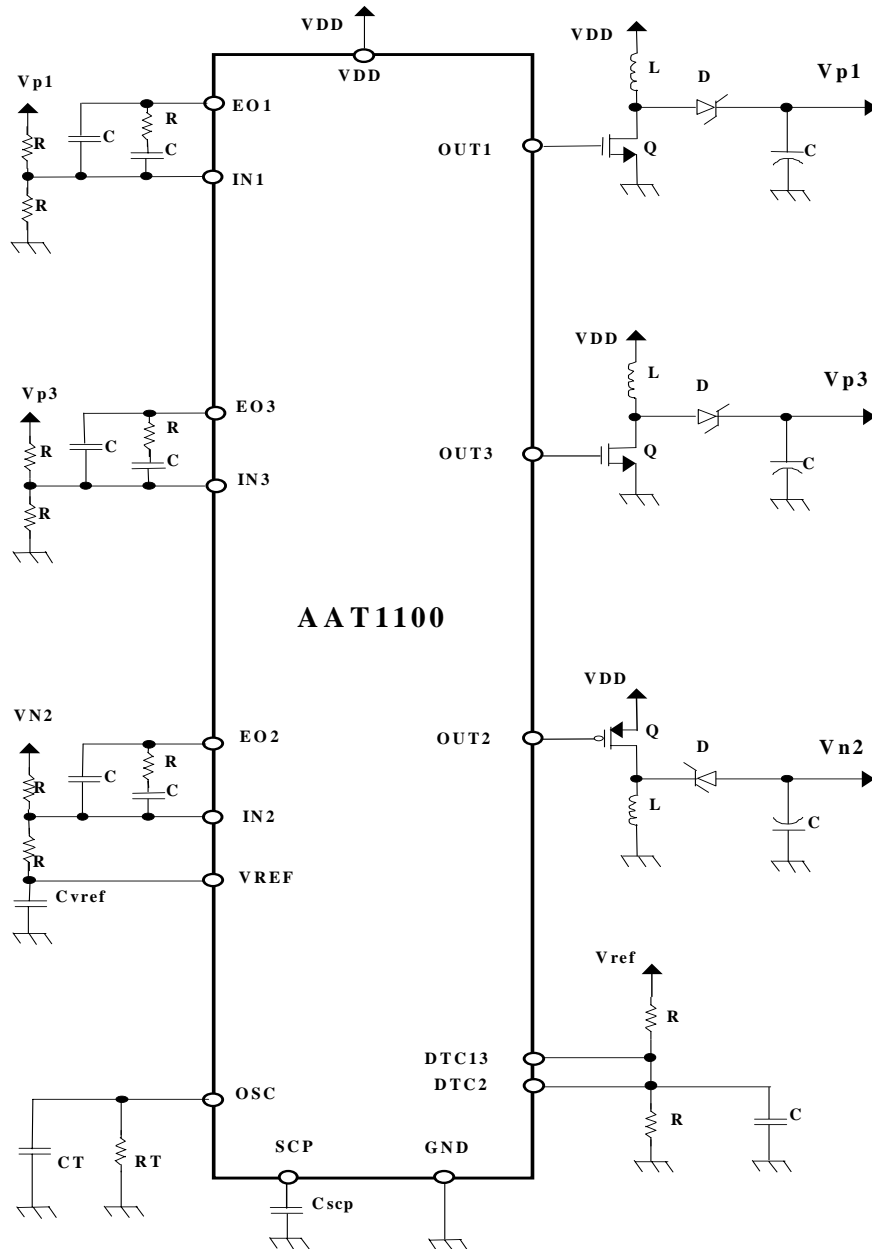 VDD
VDD
VDD
L
D
Vp1
Vp1
EO1
R
C
C
R
R
IN1
OUT1
Q
C
VDD
L
D
Vp3
Vp3
EO3
R
C
C
R
R
IN3
OUT3
Q
C
AAT1100
VDD
VN2
EO2
R
C
C
R
R
IN2
VREF
Cvref
OUT2
Q
D
Vn2
L
C
Vref
R
DTC13
DTC2
R
C
OSC
CT
RT
SCP
GND
Cscp